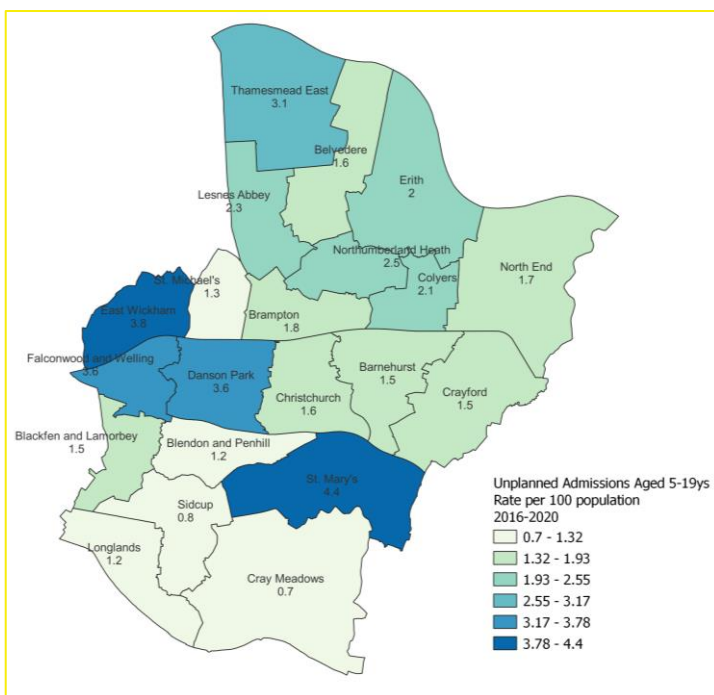 Thamesmead East
3.1
Belvedere
1.6
Erith
2
Lesnes Abbey
2.3
Northumberland Heath
2.5
North End
1.7
Colyers
2.1
St. Michael's
1.3
East Wickham
3.8
Brampton
1.8
Falconwood and Welling
3.6
Danson Park
3.6
Barnehurst
1.5
Crayford
1.5
Christchurch
1.6
Blackfen and Lamorbey
1.5
Blendon and Penhill
1.2
St. Mary's
4.4
Sidcup
0.8
Longlands
1.2
Cray Meadows
0.7
Unplanned Admissions Aged 5-19ys
Rate per 100 population
2016-2020
0.7 - 1.32
1.32 - 1.93
1.93 - 2.55
2.55 - 3.17
3.17 - 3.78
3.78 - 4.4